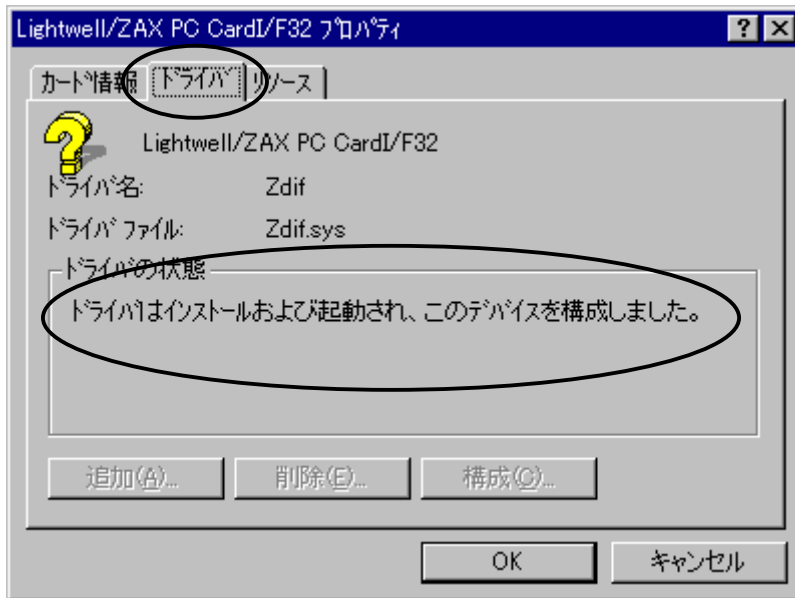 Lightwell/ZAX PC CardI/F32 プロパティ
カード情報 ドライバ リソース
Lightwell/ZAX PC CardI/F32
ドライバ名: Zdif
ドライバ ファイル: Zdif.sys
ドライバの状態
ドライバはインストールおよび起動され、このデバイスを構成しました。
追加(A)... 削除(E)... 構成(C)...
OK キャンセル